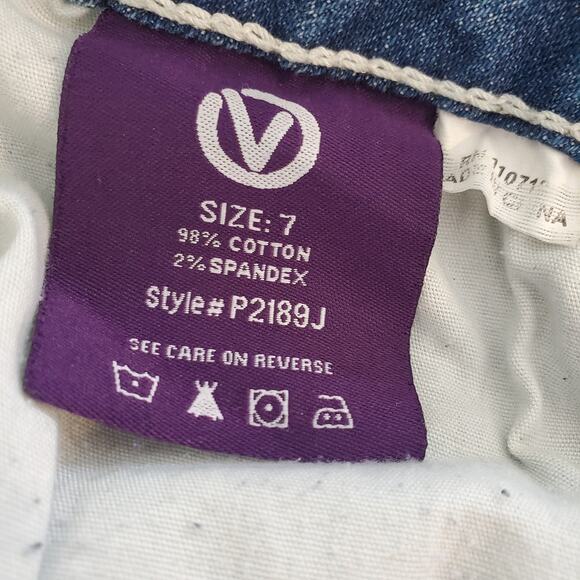 V
SIZE: 7
98% COTTON
2% SPANDEX
Style# P2189J
SEE CARE ON REVERSE